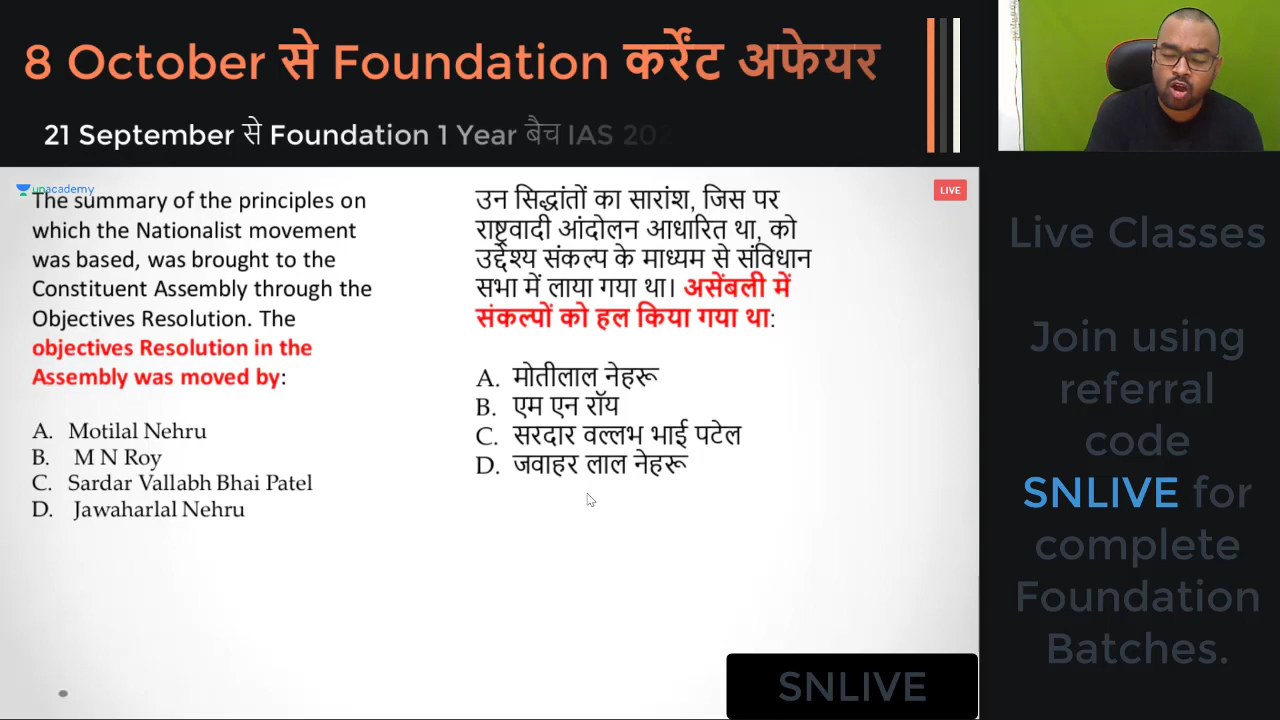 8 October से Foundation कर्रेंट अफेयर
21 September से Foundation 1 Year बैच IAS 202
unacademy
LIVE
The summary of the principles on
which the Nationalist movement
was based, was brought to the
Constituent Assembly through the
Objectives Resolution. The
objectives Resolution in the
Assembly was moved by:
A. Motilal Nehru
B. M N Roy
C. Sardar Vallabh Bhai Patel
D. Jawaharlal Nehru
उन सिद्धांतों का सारांश, जिस पर
राष्ट्रवादी आंदोलन आधारित था, को
उद्देश्य संकल्प के माध्यम से संविधान
सभा में लाया गया था। असेंबली में
संकल्पों को हल किया गया था:
A. मोतीलाल नेहरू
B. एम एन रॉय
C. सरदार वल्लभ भाई पटेल
D. जवाहर लाल नेहरू
Live Classes
Join using
referral
code
SNLIVE for
complete
Foundation
Batches.
SNLIVE